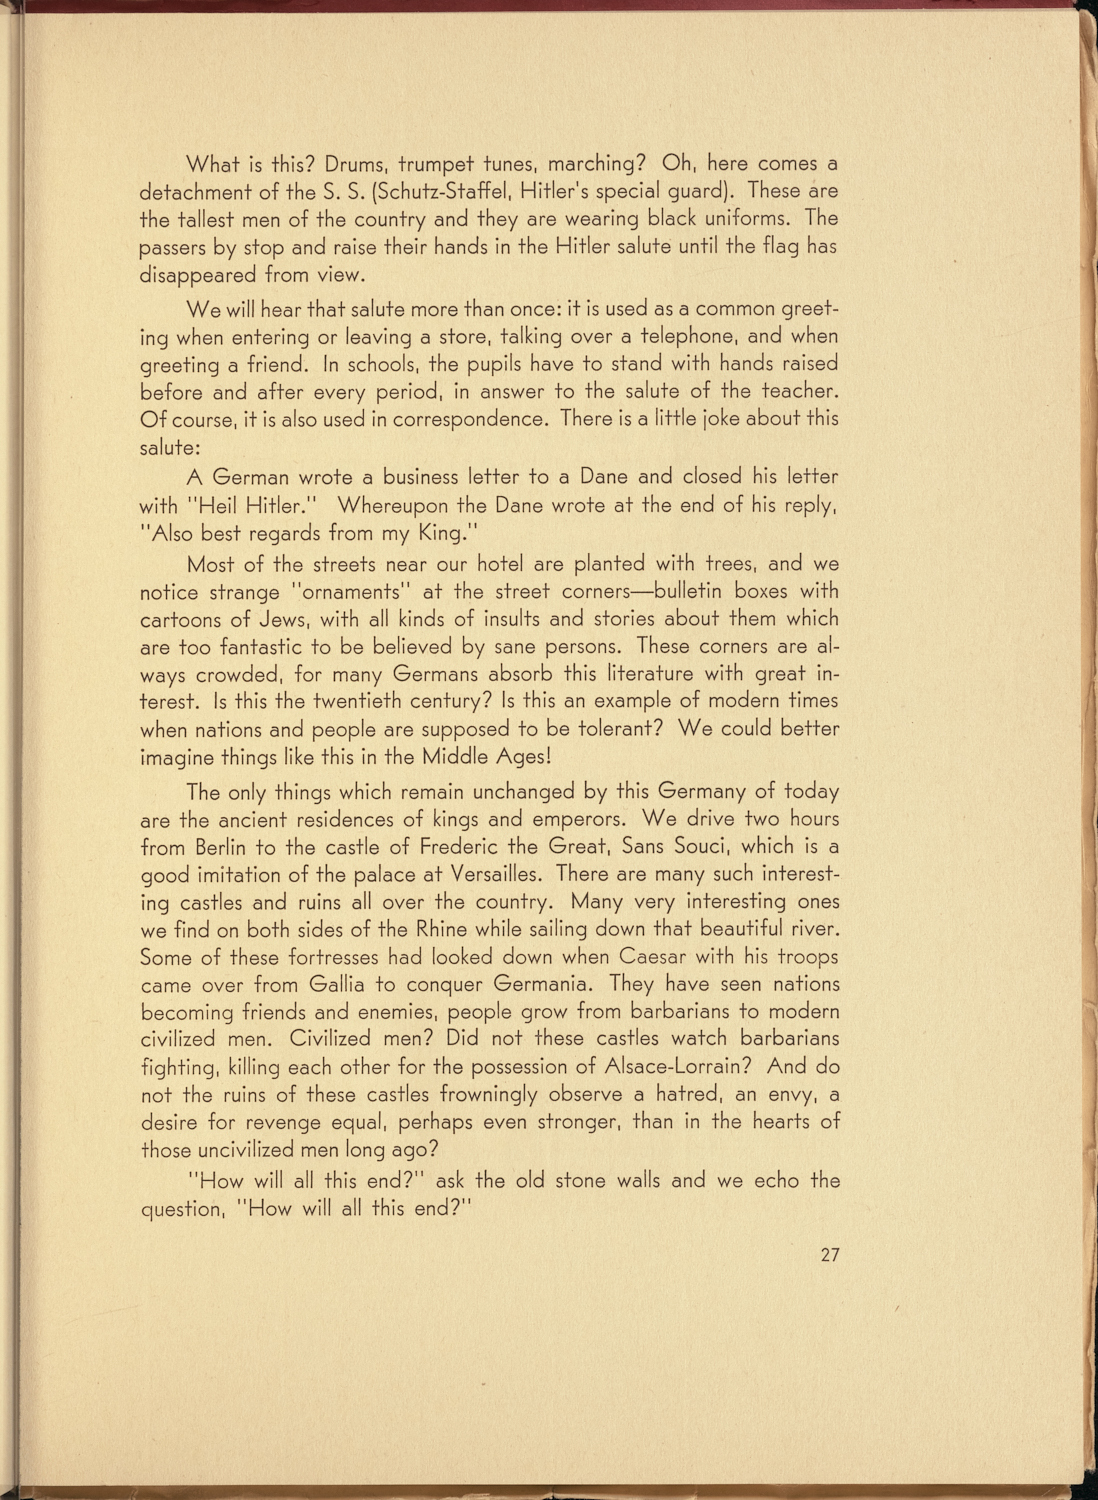 What is this? Drums, trumpet tunes, marching? Oh, here comes a
detachment of the S. S. (Schutz-Staffel, Hitler's special guard). These are
the tallest men of the country and they are wearing black uniforms. The
passers by stop and raise their hands in the Hitler salute until the flag has
disappeared from view.
We will hear that salute more than once: it is used as a common greet-
ing when entering or leaving a store, talking over a telephone, and when
greeting a friend. In schools, the pupils have to stand with hands raised
before and after every period, in answer to the salute of the teacher.
Of course, it is also used in correspondence. There is a little joke about this
salute:
A German wrote a business letter to a Dane and closed his letter
with "Heil Hitler." Whereupon the Dane wrote at the end of his reply,
"Also best regards from my King."
Most of the streets near our hotel are planted with trees, and we
notice strange "ornaments" at the street corners—bulletin boxes with
cartoons of Jews, with all kinds of insults and stories about them which
are too fantastic to be believed by sane persons. These corners are al-
ways crowded, for many Germans absorb this literature with great in-
terest. Is this the twentieth century? Is this an example of modern times
when nations and people are supposed to be tolerant? We could better
imagine things like this in the Middle Ages!
The only things which remain unchanged by this Germany of today
are the ancient residences of kings and emperors. We drive two hours
from Berlin to the castle of Frederic the Great, Sans Souci, which is a
good imitation of the palace at Versailles. There are many such interest-
ing castles and ruins all over the country. Many very interesting ones
we find on both sides of the Rhine while sailing down that beautiful river.
Some of these fortresses had looked down when Caesar with his troops
came over from Gallia to conquer Germania. They have seen nations
becoming friends and enemies, people grow from barbarians to modern
civilized men. Civilized men? Did not these castles watch barbarians
fighting, killing each other for the possession of Alsace-Lorrain? And do
not the ruins of these castles frowningly observe a hatred, an envy, a
desire for revenge equal, perhaps even stronger, than in the hearts of
those uncivilized men long ago?
"How will all this end?" ask the old stone walls and we echo the
question, "How will all this end?"
27